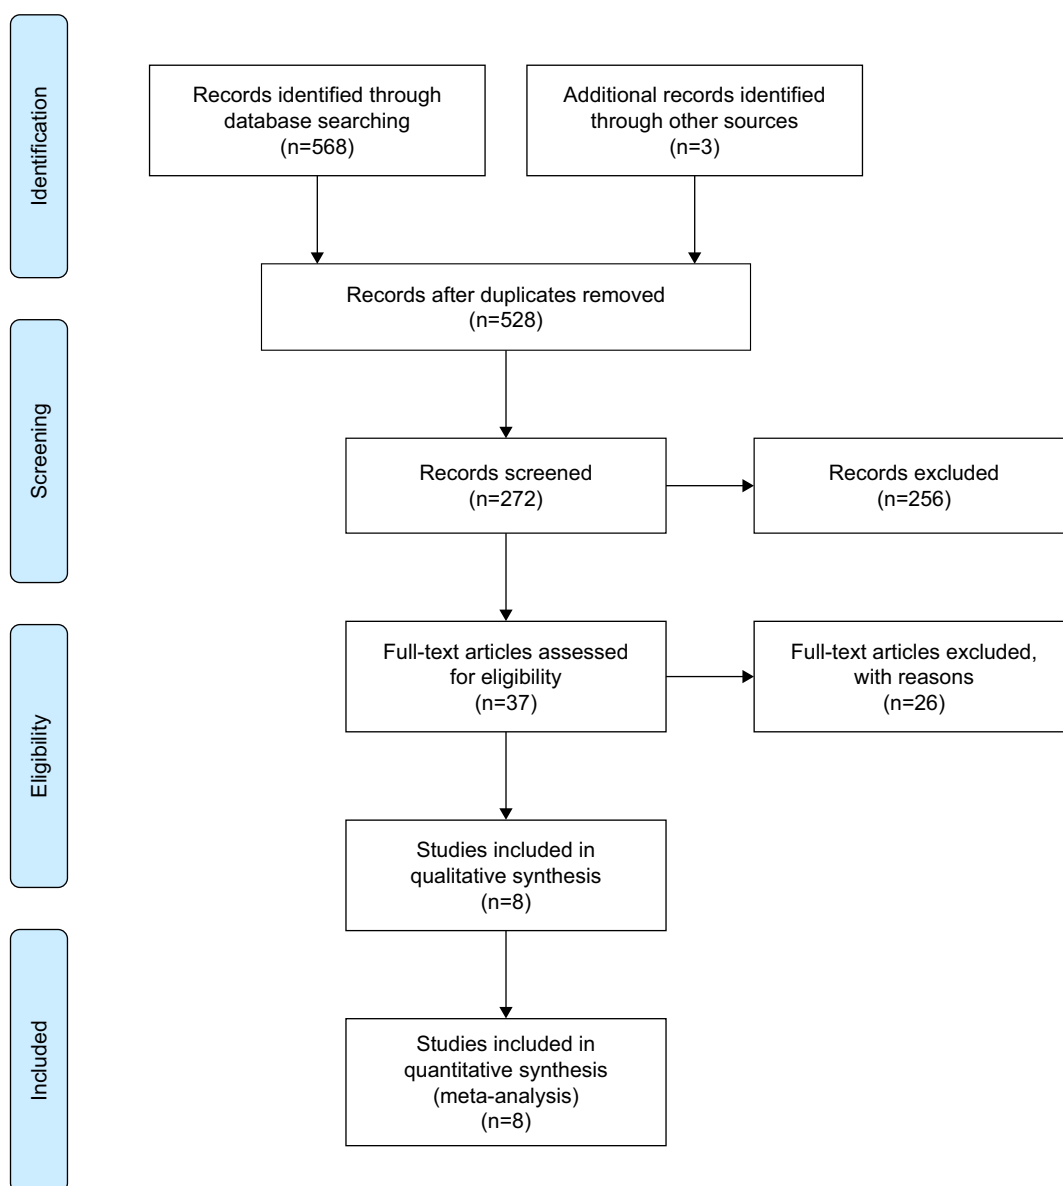 Identification
Records identified through
database searching
(n=568)
Additional records identified
through other sources
(n=3)
Records after duplicates removed
(n=528)
Screening
Records screened
(n=272)
Records excluded
(n=256)
Eligibility
Full-text articles assessed
for eligibility
(n=37)
Full-text articles excluded,
with reasons
(n=26)
Studies included in
qualitative synthesis
(n=8)
Included
Studies included in
quantitative synthesis
(meta-analysis)
(n=8)